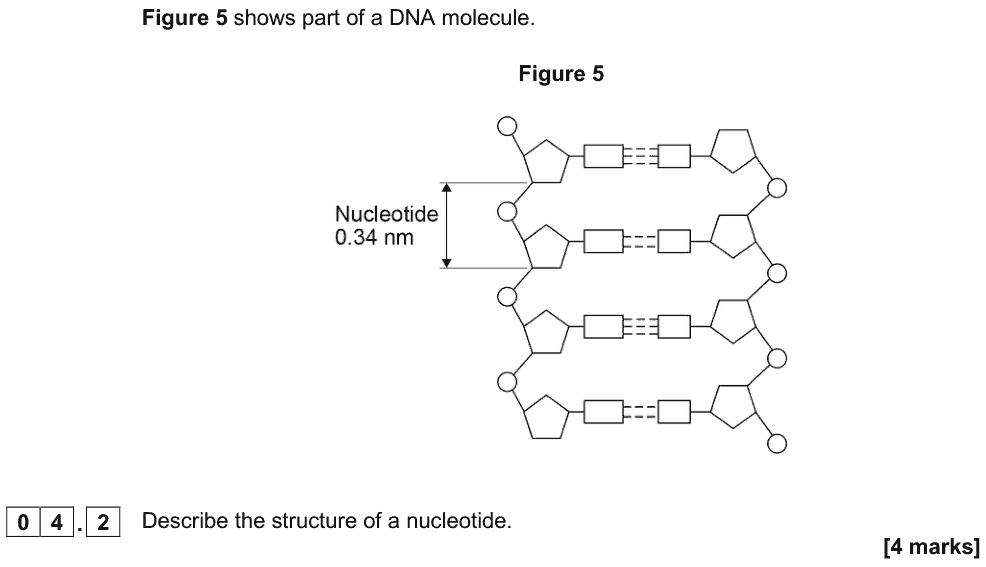 Figure 5 shows part of a DNA molecule.
Figure 5
Nucleotide
0.34 nm
0 4 . 2 Describe the structure of a nucleotide.
[4 marks]